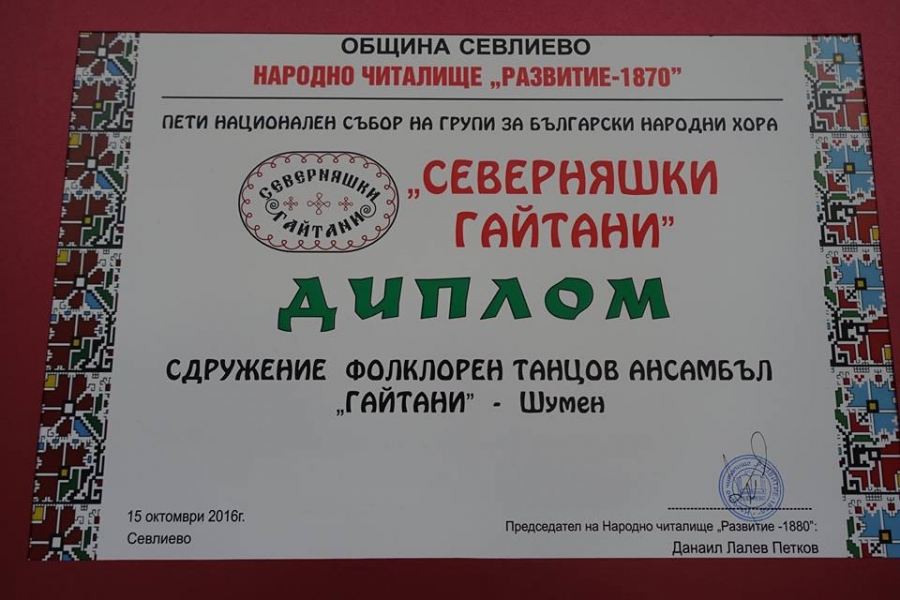 ОБЩИНА СЕВЛИЕВО
НАРОДНО ЧИТАЛИЩЕ „РАЗВИТИЕ-1870”
ПЕТИ НАЦИОНАЛЕН СЪБОР НА ГРУПИ ЗА БЪЛГАРСКИ НАРОДНИ ХОРА
СЕВЕРНЯШКИ
ГАЙТАНИ
„СЕВЕРНЯШКИ
ГАЙТАНИ”
ДИПЛОМ
СДРУЖЕНИЕ ФОЛКЛОРЕН ТАНЦОВ АНСАМБЪЛ
„ГАЙТАНИ” - Шумен
15 октомври 2016г.
Севлиево
Председател на Народно читалище „Развитие -1880”:
Данаил Лалев Петков